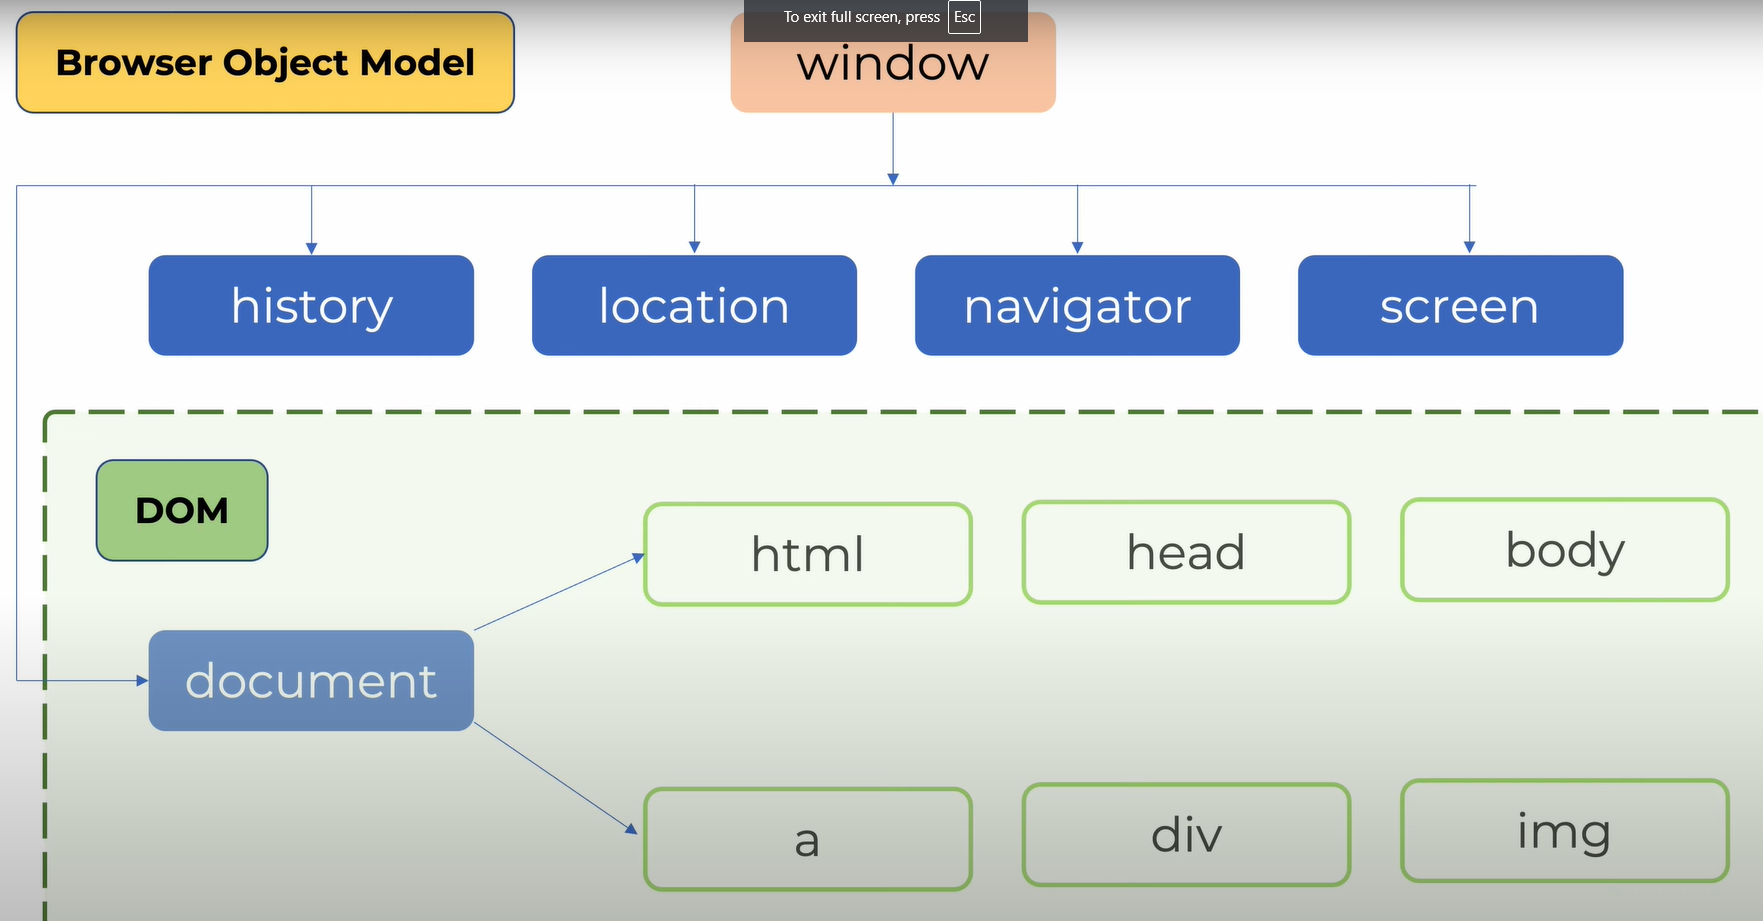 To exit full screen, press Esc
Browser Object Model
window
history
location
navigator
screen
DOM
html
head
body
document
a
div
img